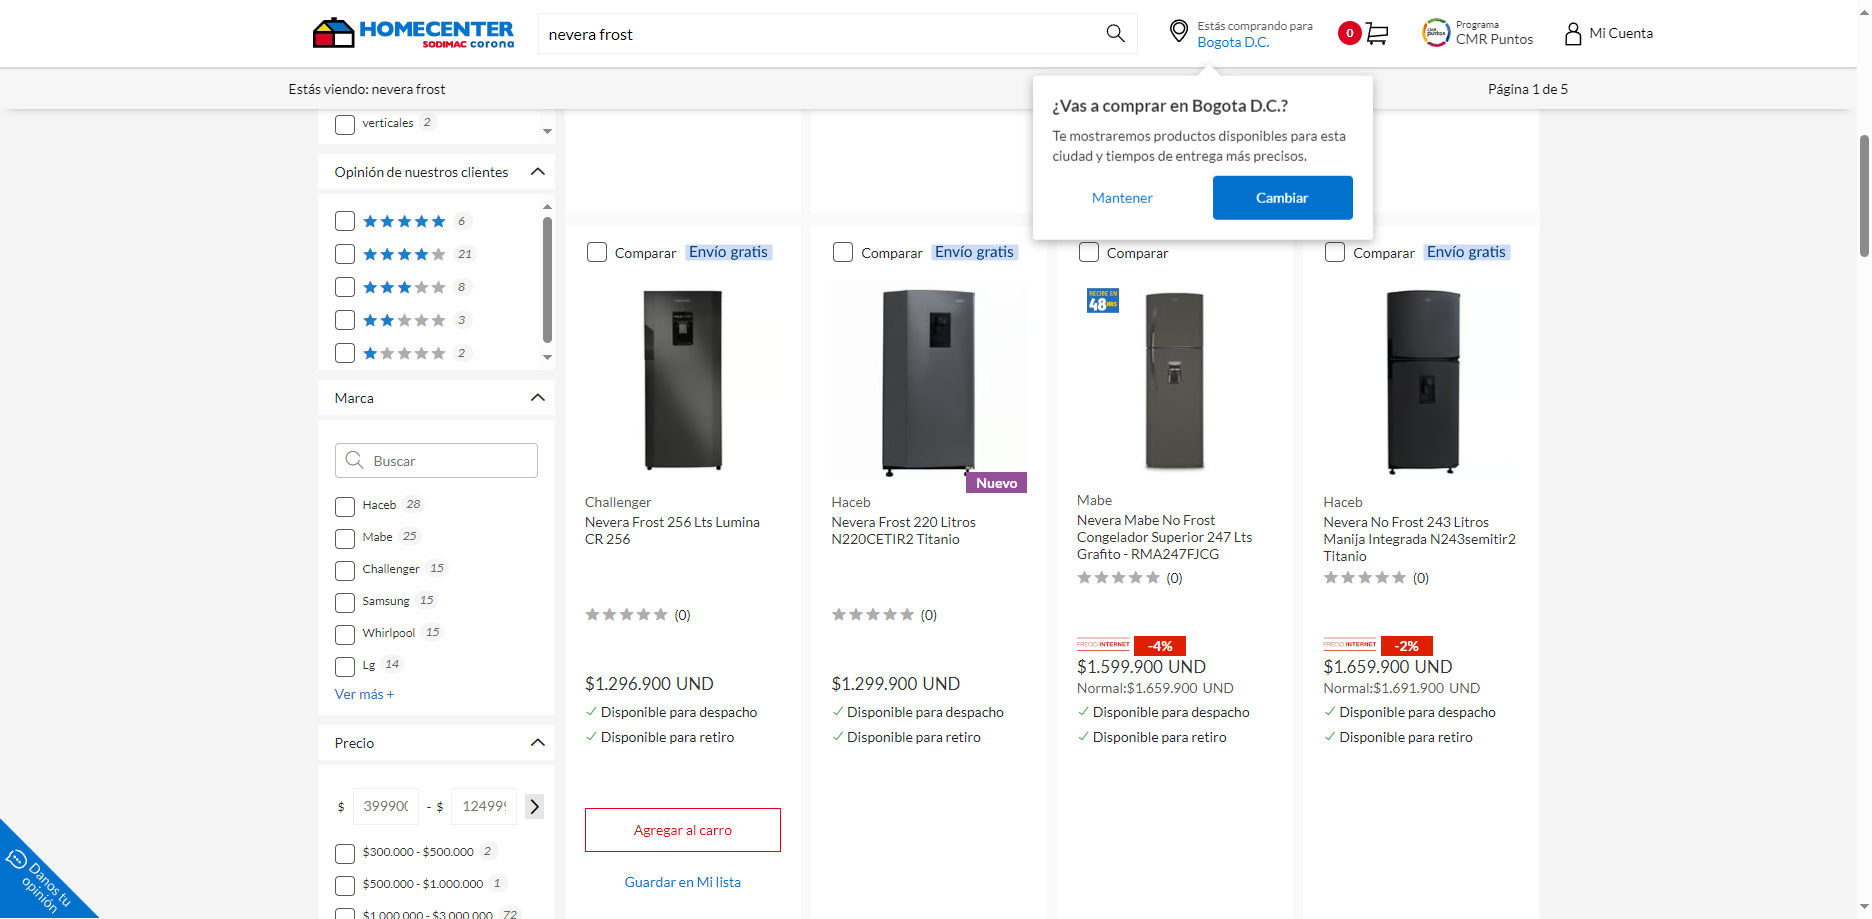 HOMECENTER
SODIMAC corona
nevera frost
Estás comprando para
Bogota D.C.
0
Programa
CMR Puntos
Mi Cuenta
Estás viendo: nevera frost
Página 1 de 5
¿Vas a comprar en Bogota D.C.?
Te mostraremos productos disponibles para esta
ciudad y tiempos de entrega más precisos.
Mantener
Cambiar
verticales 2
Opinión de nuestros clientes
6
21
8
3
2
Marca
Buscar
Haceb 28
Mabe 25
Challenger 15
Samsung 15
Whirlpool 15
Lg 14
Ver más +
Precio
$ 39990 - $ 12499
$300.000 - $500.000 2
$500.000 - $1.000.000 1
$1.000.000 - $3.000.000 72
Danos tu
opinión
Comparar Envío gratis
Challenger
Nevera Frost 256 Lts Lumina
CR 256
(0)
$1.296.900 UND
Disponible para despacho
Disponible para retiro
Agregar al carro
Guardar en Mi lista
Comparar Envío gratis
Nuevo
Haceb
Nevera Frost 220 Litros
N220CETIR2 Titanio
(0)
$1.299.900 UND
Disponible para despacho
Disponible para retiro
Comparar
RECIBE EN
48 HRS
Mabe
Nevera Mabe No Frost
Congelador Superior 247 Lts
Grafito - RMA247FJCG
(0)
PRECIO INTERNET -4%
$1.599.900 UND
Normal:$1.659.900 UND
Disponible para despacho
Disponible para retiro
Comparar Envío gratis
Haceb
Nevera No Frost 243 Litros
Manija Integrada N243semitir2
Titanio
(0)
PRECIO INTERNET -2%
$1.659.900 UND
Normal:$1.691.900 UND
Disponible para despacho
Disponible para retiro